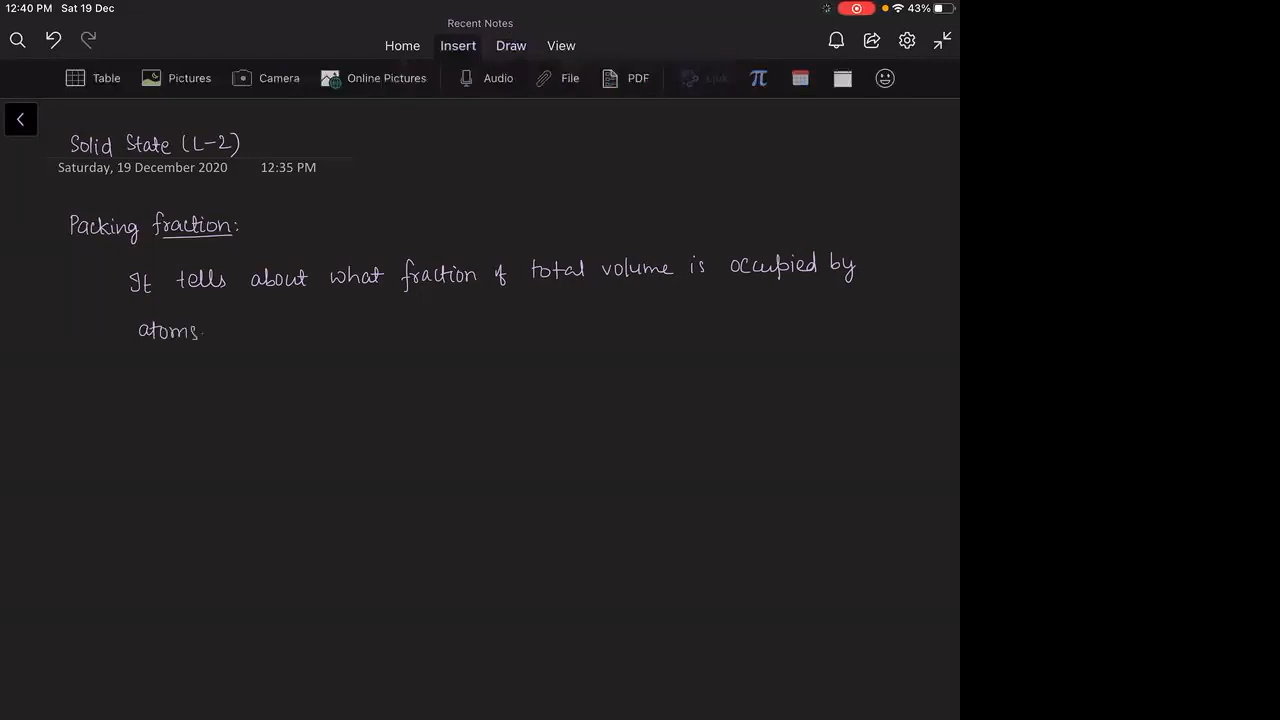 12:40 PM Sat 19 Dec 43%
Recent Notes
Home Insert Draw View
Table Pictures Camera Online Pictures Audio File PDF Link π
Solid State (L-2)
Saturday, 19 December 2020 12:35 PM
Packing fraction:
It tells about what fraction of total volume is occupied by
atoms.